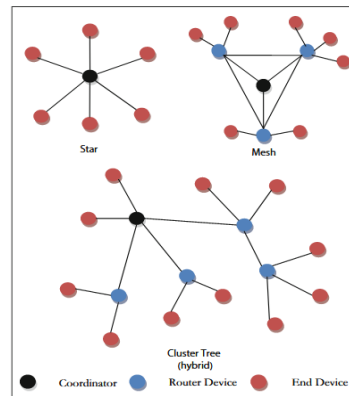 Star
Mesh
Cluster Tree
(hybrid)
Coordinator Router Device End Device